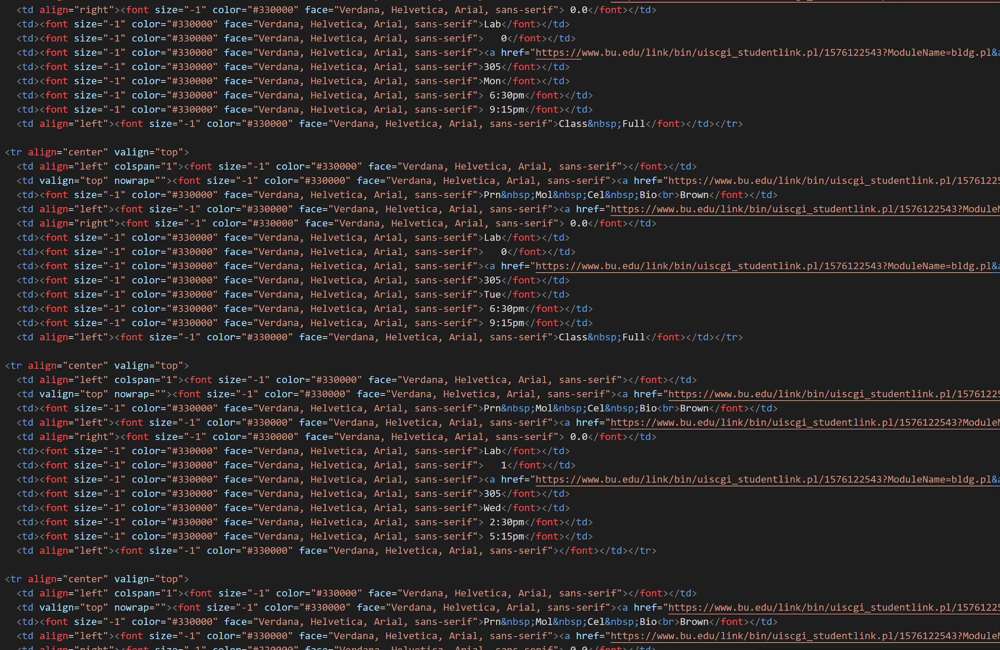 <td align="right"><font size="-1" color="#330000" face="Verdana, Helvetica, Arial, sans-serif"> 0.0</font></td>
<td><font size="-1" color="#330000" face="Verdana, Helvetica, Arial, sans-serif">Lab</font></td>
<td><font size="-1" color="#330000" face="Verdana, Helvetica, Arial, sans-serif">   0</font></td>
<td><font size="-1" color="#330000" face="Verdana, Helvetica, Arial, sans-serif"><a href="https://www.bu.edu/link/bin/uiscgi_studentlink.pl/1576122543?ModuleName=bldg.pl&a
<td><font size="-1" color="#330000" face="Verdana, Helvetica, Arial, sans-serif">305</font></td>
<td><font size="-1" color="#330000" face="Verdana, Helvetica, Arial, sans-serif">Mon</font></td>
<td><font size="-1" color="#330000" face="Verdana, Helvetica, Arial, sans-serif"> 6:30pm</font></td>
<td><font size="-1" color="#330000" face="Verdana, Helvetica, Arial, sans-serif"> 9:15pm</font></td>
<td align="left"><font size="-1" color="#330000" face="Verdana, Helvetica, Arial, sans-serif">Class&nbsp;Full</font></td></tr>
<tr align="center" valign="top">
<td align="left" colspan="1"><font size="-1" color="#330000" face="Verdana, Helvetica, Arial, sans-serif"></font></td>
<td valign="top" nowrap=""><font size="-1" color="#330000" face="Verdana, Helvetica, Arial, sans-serif"><a href="https://www.bu.edu/link/bin/uiscgi_studentlink.pl/15761225
<td><font size="-1" color="#330000" face="Verdana, Helvetica, Arial, sans-serif">Prn&nbsp;Mol&nbsp;Cel&nbsp;Bio<br>Brown</font></td>
<td align="left"><font size="-1" color="#330000" face="Verdana, Helvetica, Arial, sans-serif"><a href="https://www.bu.edu/link/bin/uiscgi_studentlink.pl/1576122543?ModuleN
<td align="right"><font size="-1" color="#330000" face="Verdana, Helvetica, Arial, sans-serif"> 0.0</font></td>
<td><font size="-1" color="#330000" face="Verdana, Helvetica, Arial, sans-serif">Lab</font></td>
<td><font size="-1" color="#330000" face="Verdana, Helvetica, Arial, sans-serif">   0</font></td>
<td><font size="-1" color="#330000" face="Verdana, Helvetica, Arial, sans-serif"><a href="https://www.bu.edu/link/bin/uiscgi_studentlink.pl/1576122543?ModuleName=bldg.pl&a
<td><font size="-1" color="#330000" face="Verdana, Helvetica, Arial, sans-serif">305</font></td>
<td><font size="-1" color="#330000" face="Verdana, Helvetica, Arial, sans-serif">Tue</font></td>
<td><font size="-1" color="#330000" face="Verdana, Helvetica, Arial, sans-serif"> 6:30pm</font></td>
<td><font size="-1" color="#330000" face="Verdana, Helvetica, Arial, sans-serif"> 9:15pm</font></td>
<td align="left"><font size="-1" color="#330000" face="Verdana, Helvetica, Arial, sans-serif">Class&nbsp;Full</font></td></tr>
<tr align="center" valign="top">
<td align="left" colspan="1"><font size="-1" color="#330000" face="Verdana, Helvetica, Arial, sans-serif"></font></td>
<td valign="top" nowrap=""><font size="-1" color="#330000" face="Verdana, Helvetica, Arial, sans-serif"><a href="https://www.bu.edu/link/bin/uiscgi_studentlink.pl/15761225
<td><font size="-1" color="#330000" face="Verdana, Helvetica, Arial, sans-serif">Prn&nbsp;Mol&nbsp;Cel&nbsp;Bio<br>Brown</font></td>
<td align="left"><font size="-1" color="#330000" face="Verdana, Helvetica, Arial, sans-serif"><a href="https://www.bu.edu/link/bin/uiscgi_studentlink.pl/1576122543?ModuleN
<td align="right"><font size="-1" color="#330000" face="Verdana, Helvetica, Arial, sans-serif"> 0.0</font></td>
<td><font size="-1" color="#330000" face="Verdana, Helvetica, Arial, sans-serif">Lab</font></td>
<td><font size="-1" color="#330000" face="Verdana, Helvetica, Arial, sans-serif">   1</font></td>
<td><font size="-1" color="#330000" face="Verdana, Helvetica, Arial, sans-serif"><a href="https://www.bu.edu/link/bin/uiscgi_studentlink.pl/1576122543?ModuleName=bldg.pl&a
<td><font size="-1" color="#330000" face="Verdana, Helvetica, Arial, sans-serif">305</font></td>
<td><font size="-1" color="#330000" face="Verdana, Helvetica, Arial, sans-serif">Wed</font></td>
<td><font size="-1" color="#330000" face="Verdana, Helvetica, Arial, sans-serif"> 2:30pm</font></td>
<td><font size="-1" color="#330000" face="Verdana, Helvetica, Arial, sans-serif"> 5:15pm</font></td>
<td align="left"><font size="-1" color="#330000" face="Verdana, Helvetica, Arial, sans-serif"></font></td></tr>
<tr align="center" valign="top">
<td align="left" colspan="1"><font size="-1" color="#330000" face="Verdana, Helvetica, Arial, sans-serif"></font></td>
<td valign="top" nowrap=""><font size="-1" color="#330000" face="Verdana, Helvetica, Arial, sans-serif"><a href="https://www.bu.edu/link/bin/uiscgi_studentlink.pl/15761225
<td><font size="-1" color="#330000" face="Verdana, Helvetica, Arial, sans-serif">Prn&nbsp;Mol&nbsp;Cel&nbsp;Bio<br>Brown</font></td>
<td align="left"><font size="-1" color="#330000" face="Verdana, Helvetica, Arial, sans-serif"><a href="https://www.bu.edu/link/bin/uiscgi_studentlink.pl/1576122543?ModuleN
<td align="right"><font size="-1" color="#330000" face="Verdana, Helvetica, Arial, sans-serif"> 0.0</font></td>